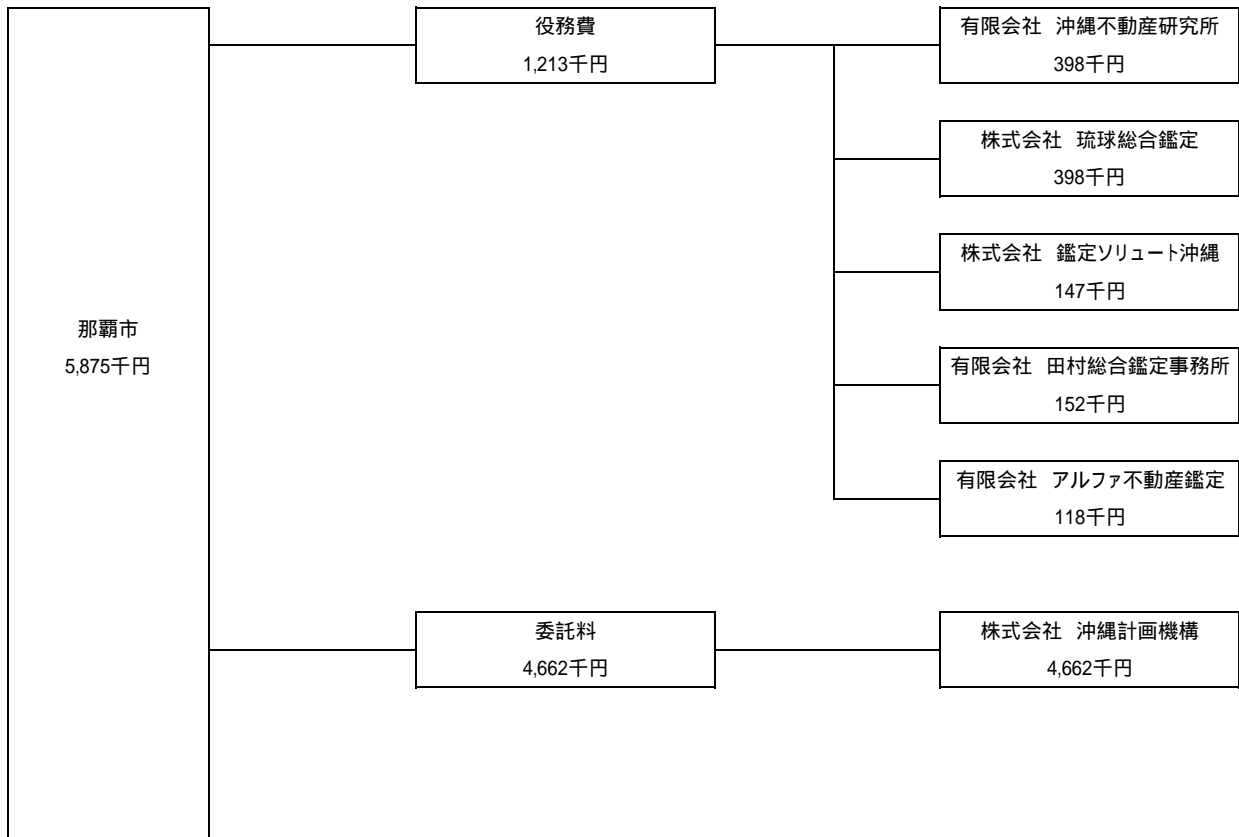 那覇市
5,875千円
役務費
1,213千円
有限会社　沖縄不動産研究所
398千円
株式会社　琉球総合鑑定
398千円
株式会社　鑑定ソリュート沖縄
147千円
有限会社　田村総合鑑定事務所
152千円
有限会社　アルファ不動産鑑定
118千円
委託料
4,662千円
株式会社　沖縄計画機構
4,662千円